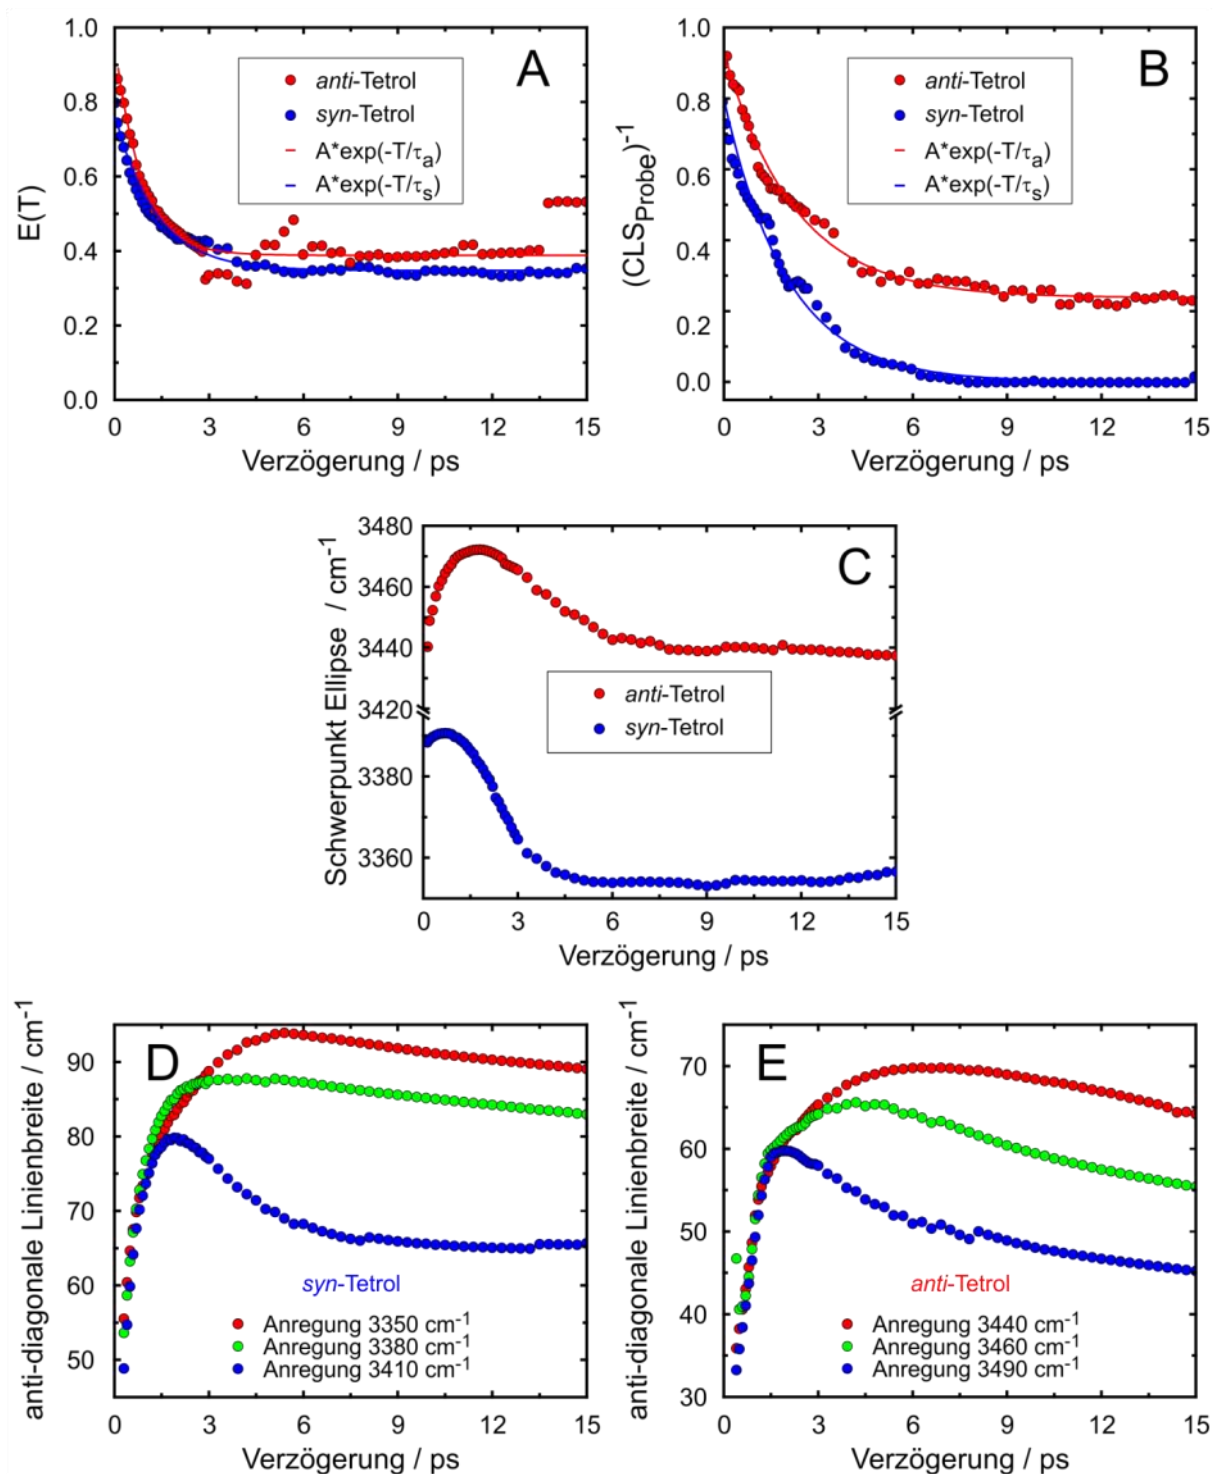 A
E(T)
1.0
0.8
0.6
0.4
0.2
0.0
anti-Tetrol
syn-Tetrol
A*exp(-T/τa)
A*exp(-T/τs)
0 3 6 9 12 15
Verzögerung / ps
B
(CLSProbe)-1
1.0
0.8
0.6
0.4
0.2
0.0
anti-Tetrol
syn-Tetrol
A*exp(-T/τa)
A*exp(-T/τs)
0 3 6 9 12 15
Verzögerung / ps
C
Schwerpunkt Ellipse / cm-1
3480
3460
3440
3420
3380
3360
anti-Tetrol
syn-Tetrol
0 3 6 9 12 15
Verzögerung / ps
D
anti-diagonale Linienbreite / cm-1
90
80
70
60
50
syn-Tetrol
Anregung 3350 cm-1
Anregung 3380 cm-1
Anregung 3410 cm-1
0 3 6 9 12 15
Verzögerung / ps
E
anti-diagonale Linienbreite / cm-1
70
60
50
40
30
anti-Tetrol
Anregung 3440 cm-1
Anregung 3460 cm-1
Anregung 3490 cm-1
0 3 6 9 12 15
Verzögerung / ps